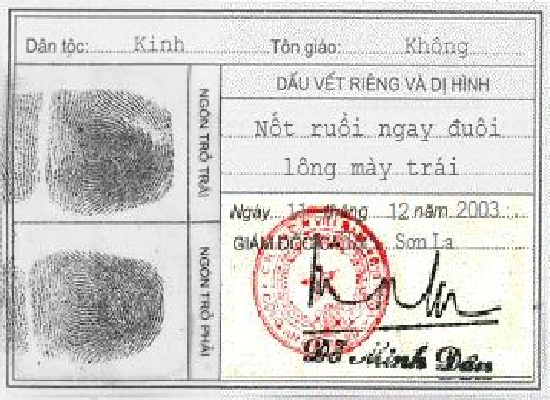 Dân tộc: Kinh Tôn giáo: Không
NGÓN TRỎ TRÁI
NGÓN TRỎ PHẢI
DẤU VẾT RIÊNG VÀ DỊ HÌNH
Nốt ruồi ngay đuôi
lông mày trái
Ngày 11 tháng 12 năm 2003
GIÁM ĐỐC CA Sơn La
Đỗ Minh Dân